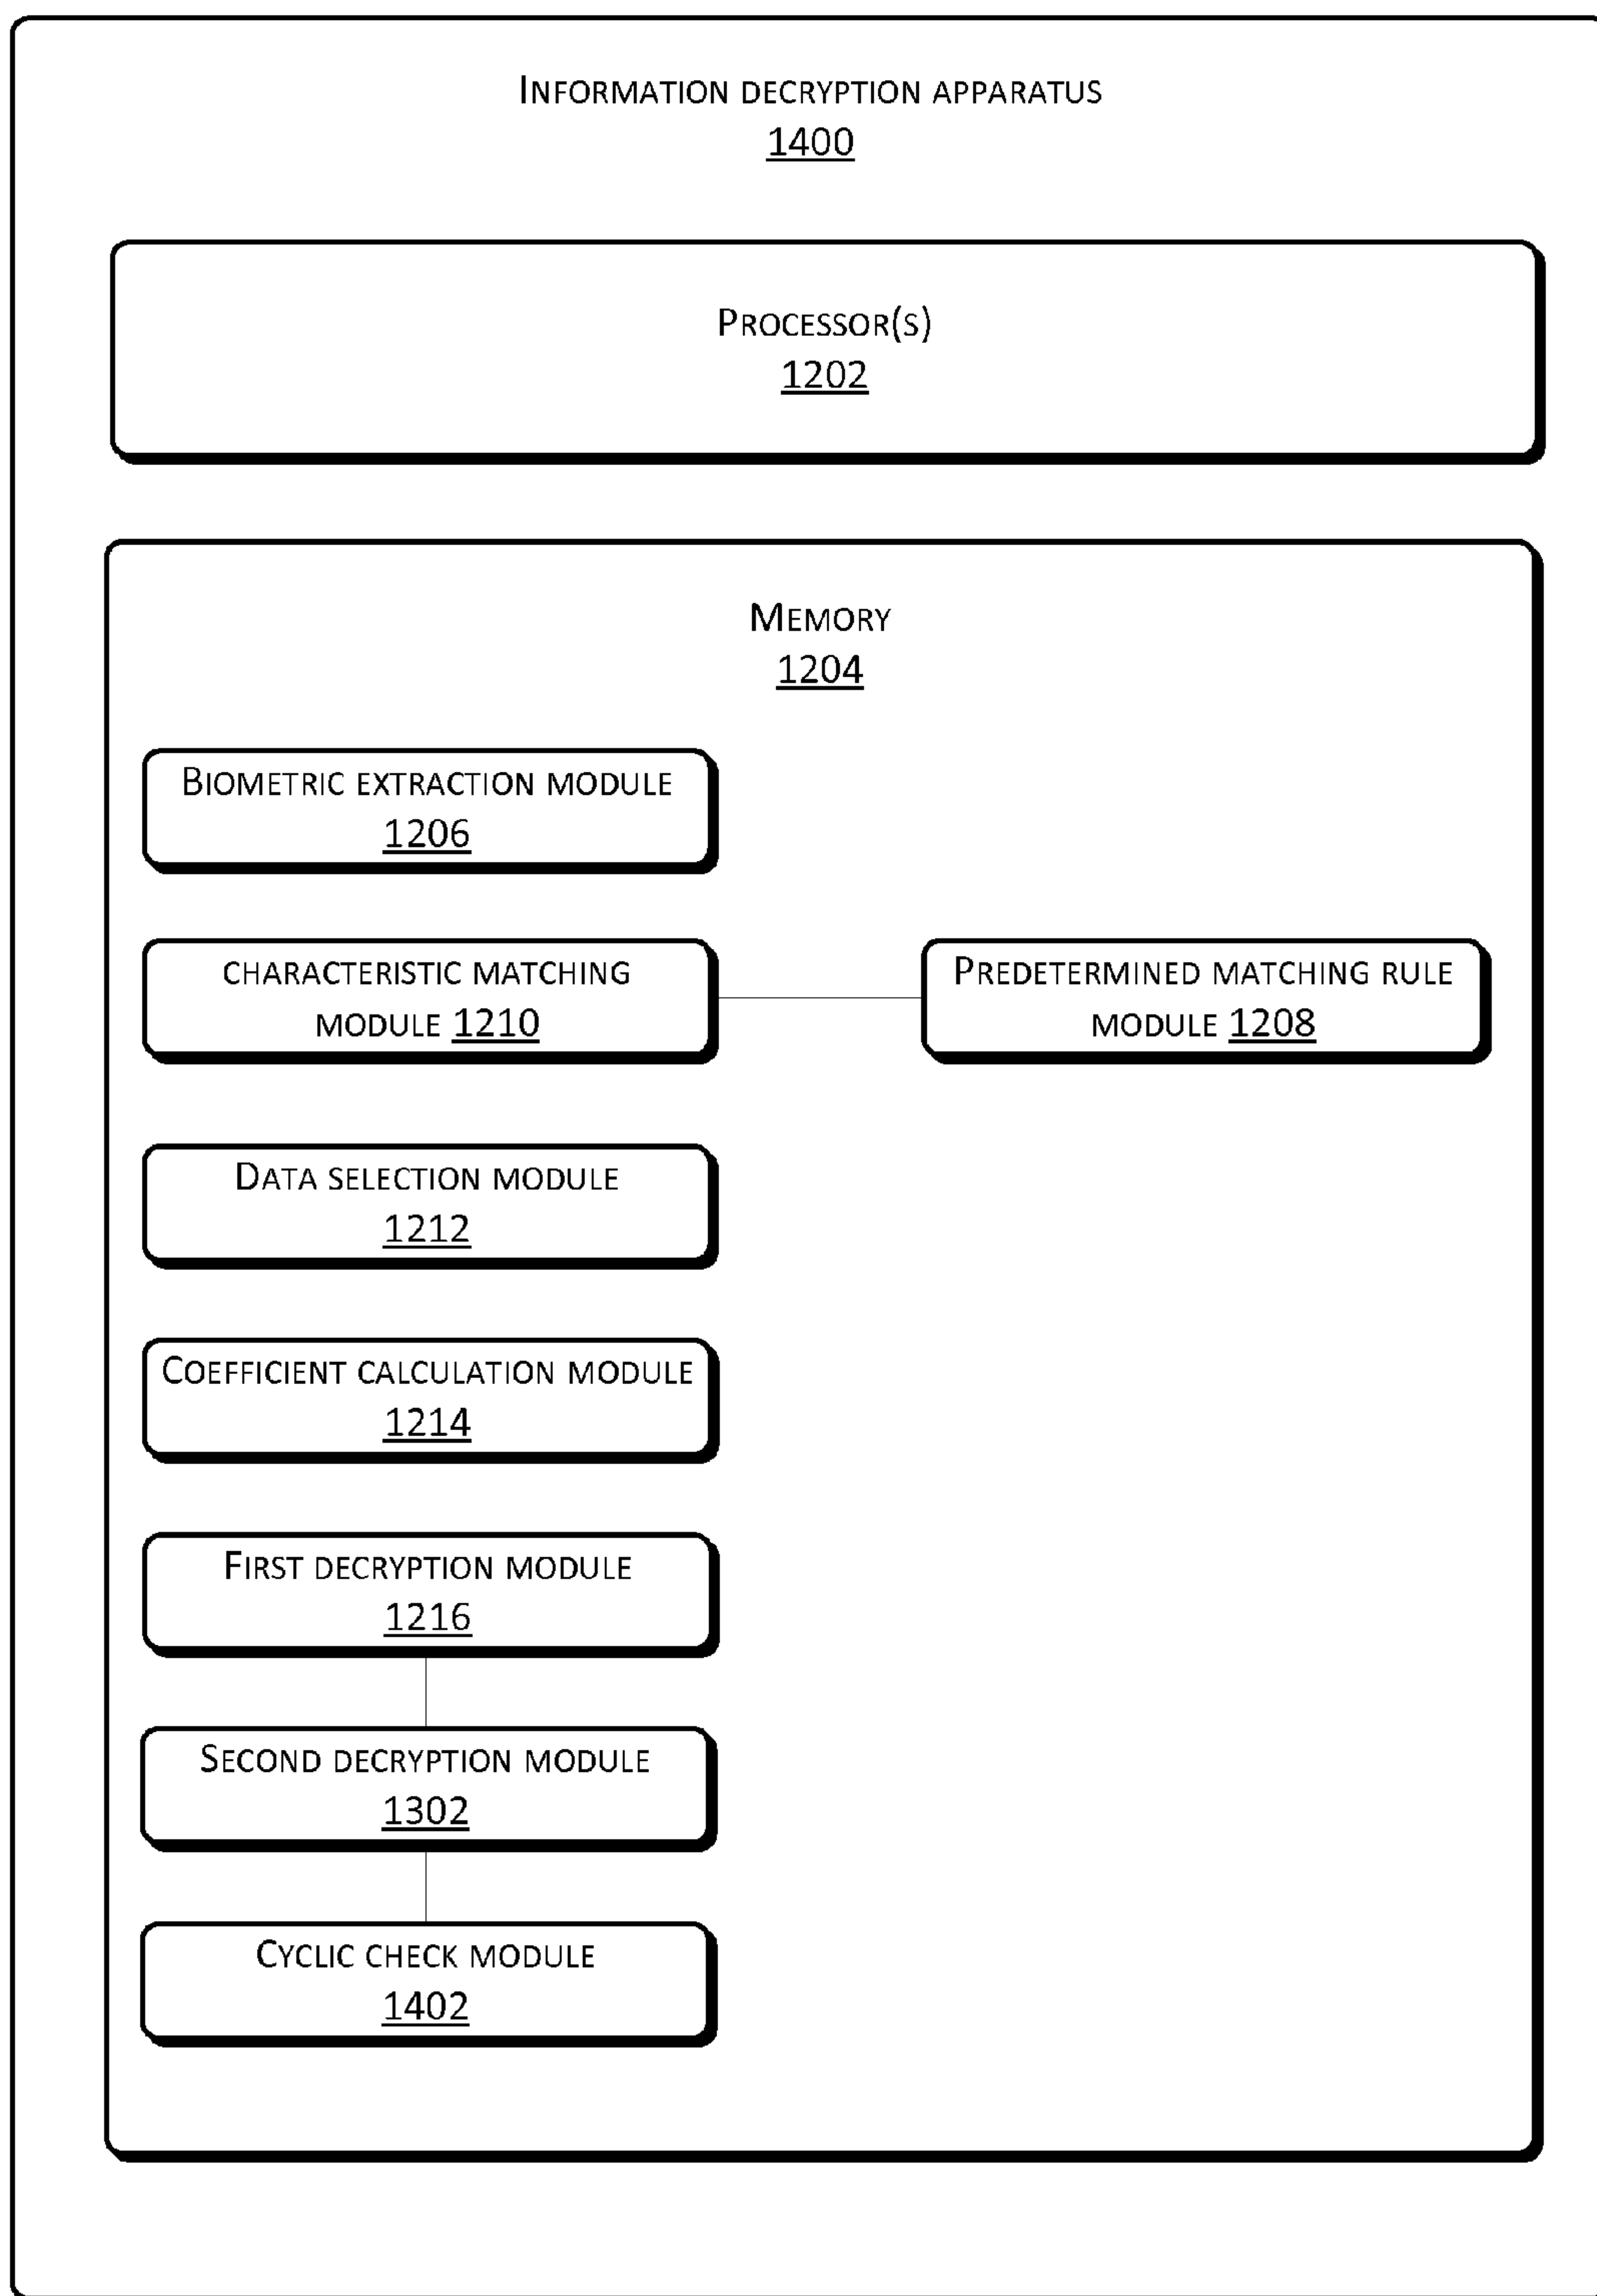 Information decryption apparatus
1400
Processor(s)
1202
Memory
1204
Biometric extraction module
1206
characteristic matching
module 1210
Predetermined matching rule
module 1208
Data selection module
1212
Coefficient calculation module
1214
First decryption module
1216
Second decryption module
1302
Cyclic check module
1402